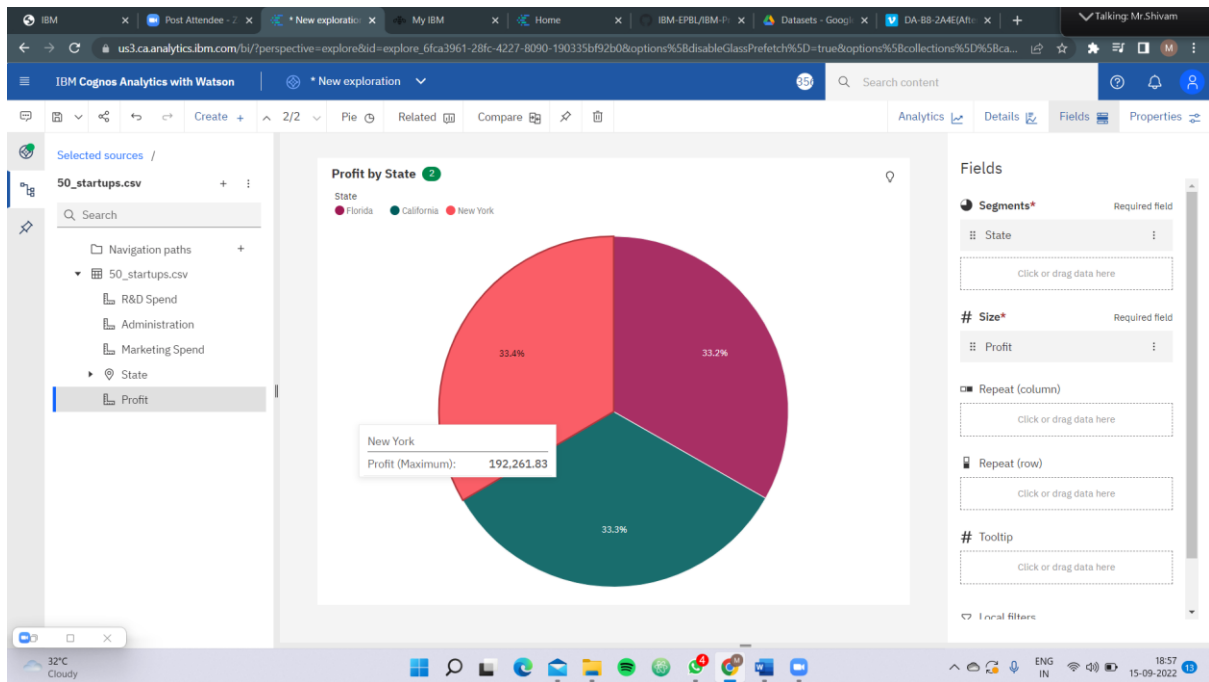 IBM
Post Attendee - Z
* New exploration
My IBM
Home
IBM-EPBL/IBM-Pr
Datasets - Google
DA-B8-2A4E(After
Talking: Mr.Shivam
us3.ca.analytics.ibm.com/bi/?perspective=explore&id=explore_6fca3961-28fc-4227-8090-190335bf92b0&options%5BdisableGlassPrefetch%5D=true&options%5Bcollections%5D%5Bca...
M
IBM Cognos Analytics with Watson
* New exploration
356
Search content
Create +
2/2
Pie
Related
Compare
Analytics
Details
Fields
Properties
Selected sources /
50_startups.csv
Search
Navigation paths
50_startups.csv
R&D Spend
Administration
Marketing Spend
State
Profit
Profit by State 2
State
Florida California New York
33.4%
33.2%
33.3%
New York
Profit (Maximum): 192,261.83
Fields
Segments* Required field
State
Click or drag data here
# Size* Required field
Profit
Repeat (column)
Click or drag data here
Repeat (row)
Click or drag data here
# Tooltip
Click or drag data here
Local filters
32°C
Cloudy
4
M
ENG
IN
18:57
15-09-2022
13